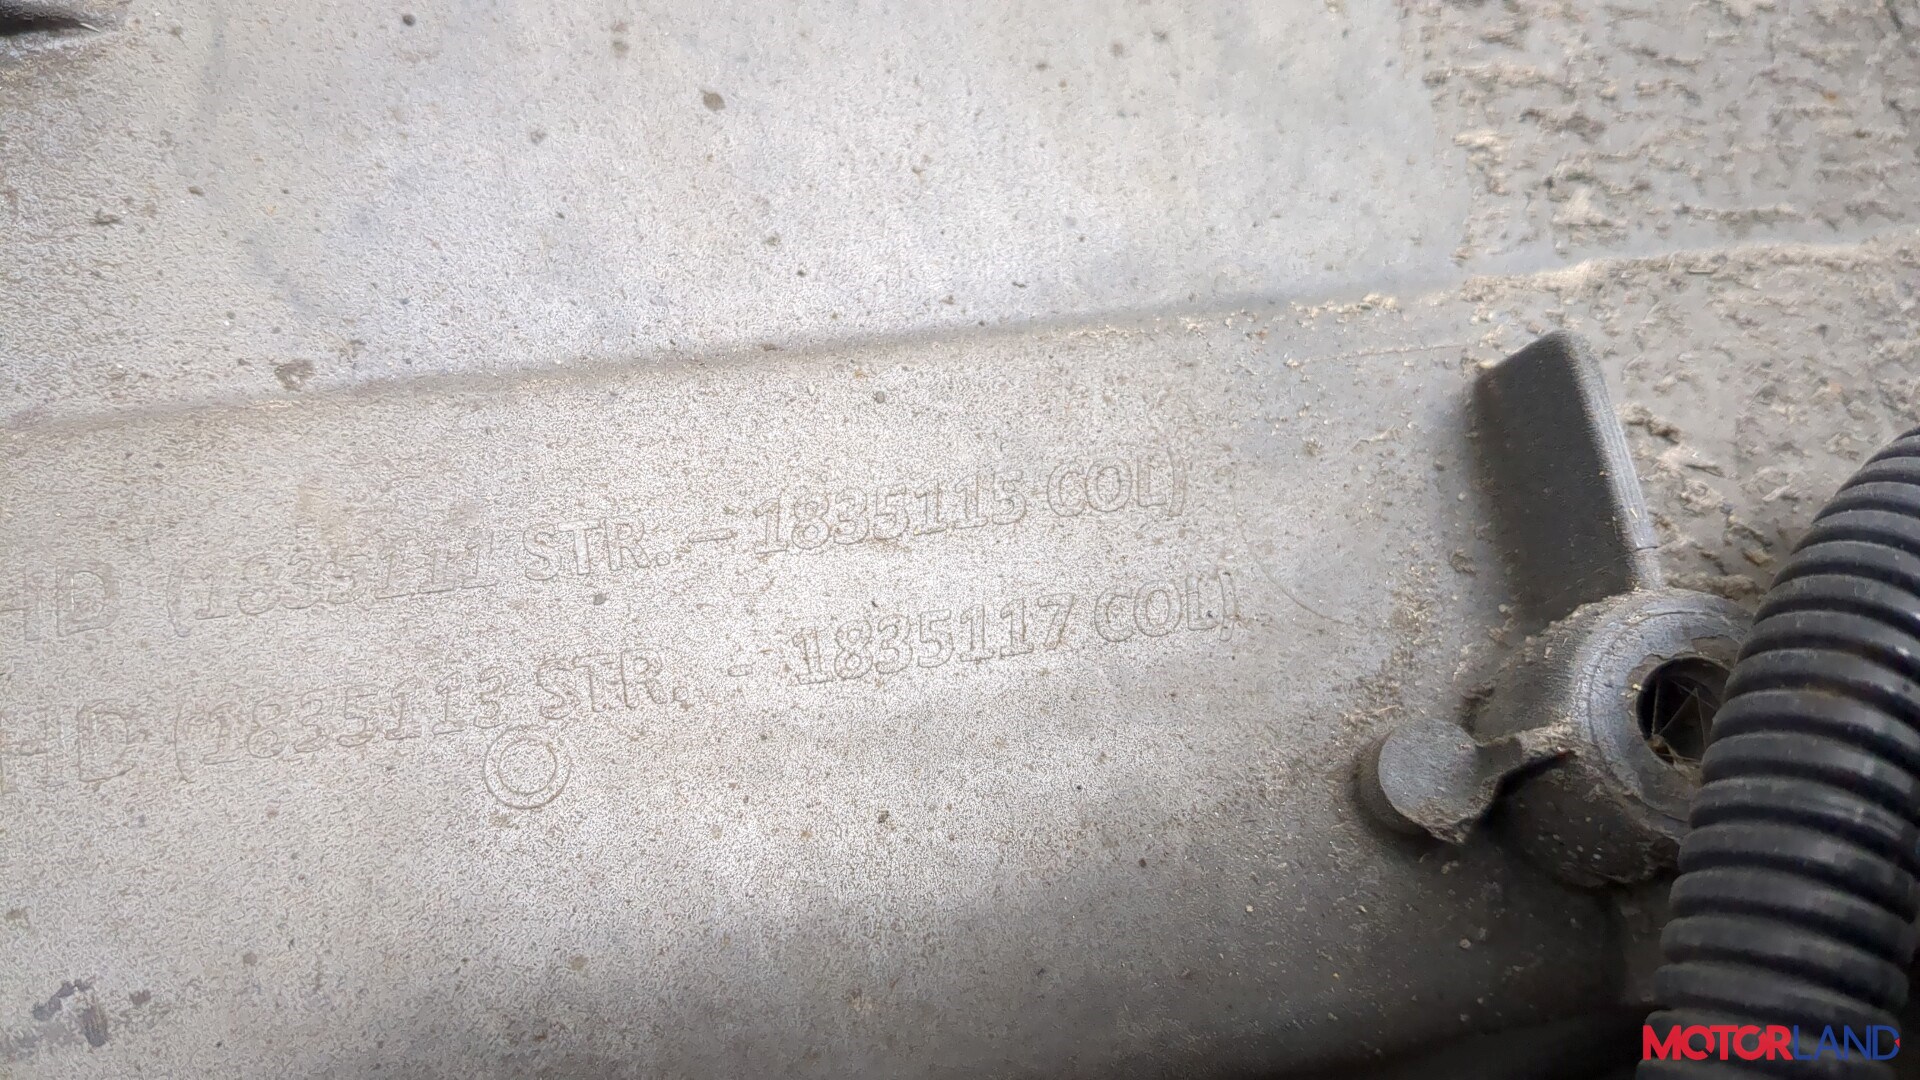 HD (1835111 STR. - 1835115 COL)
HD (1835113 STR. - 1835117 COL)
MOTORLAND